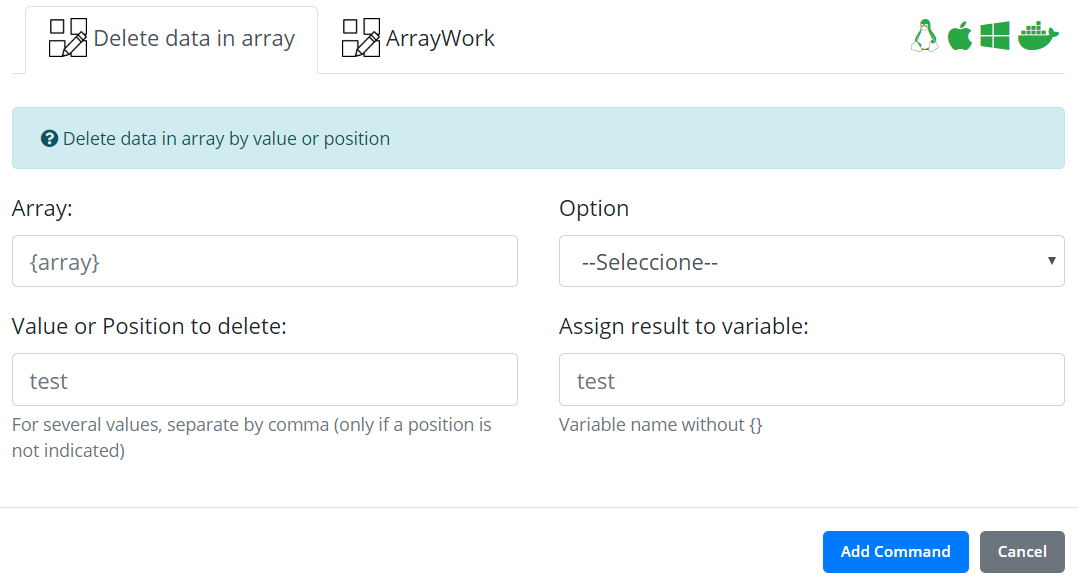 Delete data in array
ArrayWork
Delete data in array by value or position
Array:
Option
{array}
--Seleccione--
Value or Position to delete:
Assign result to variable:
test
test
For several values, separate by comma (only if a position is
not indicated)
Variable name without {}
Add Command
Cancel